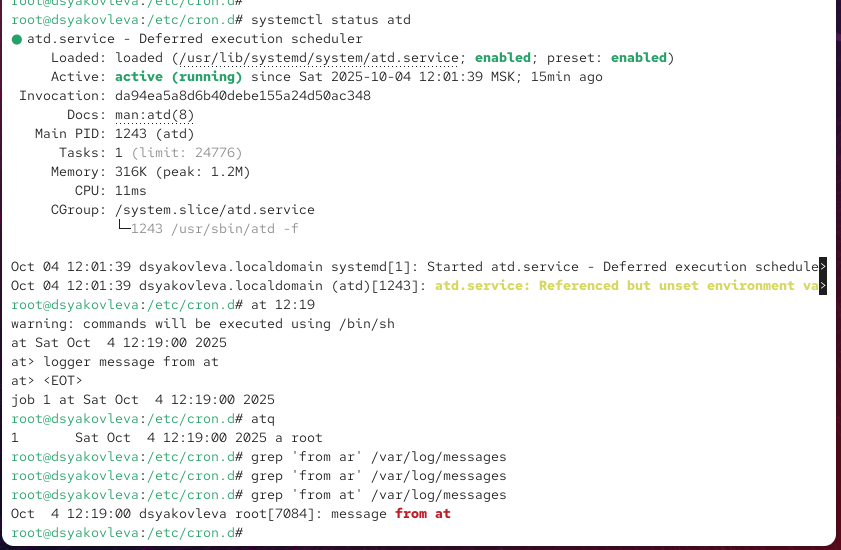 root@dsyakovleva:/etc/cron.d#
root@dsyakovleva:/etc/cron.d# systemctl status atd
● atd.service - Deferred execution scheduler
     Loaded: loaded (/usr/lib/systemd/system/atd.service; enabled; preset: enabled)
     Active: active (running) since Sat 2025-10-04 12:01:39 MSK; 15min ago
 Invocation: da94ea5a8d6b40debe155a24d50ac348
       Docs: man:atd(8)
   Main PID: 1243 (atd)
      Tasks: 1 (limit: 24776)
     Memory: 316K (peak: 1.2M)
        CPU: 11ms
     CGroup: /system.slice/atd.service
             └─1243 /usr/sbin/atd -f

Oct 04 12:01:39 dsyakovleva.localdomain systemd[1]: Started atd.service - Deferred execution schedule>
Oct 04 12:01:39 dsyakovleva.localdomain (atd)[1243]: atd.service: Referenced but unset environment va>
root@dsyakovleva:/etc/cron.d# at 12:19
warning: commands will be executed using /bin/sh
at Sat Oct  4 12:19:00 2025
at> logger message from at
at> <EOT>
job 1 at Sat Oct  4 12:19:00 2025
root@dsyakovleva:/etc/cron.d# atq
1       Sat Oct  4 12:19:00 2025 a root
root@dsyakovleva:/etc/cron.d# grep 'from ar' /var/log/messages
root@dsyakovleva:/etc/cron.d# grep 'from ar' /var/log/messages
root@dsyakovleva:/etc/cron.d# grep 'from at' /var/log/messages
Oct  4 12:19:00 dsyakovleva root[7084]: message from at
root@dsyakovleva:/etc/cron.d#